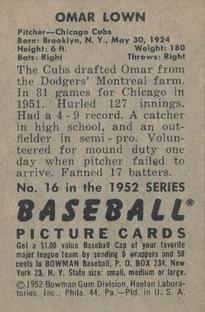 OMAR LOWN
Pitcher—Chicago Cubs
Born: Brooklyn, N. Y., May 30, 1924
Height: 6 ft. Weight: 180
Bats: Right Throws: Right
The Cubs drafted Omar from
the Dodgers' Montreal farm.
In 31 games for Chicago in
1951. Hurled 127 innings.
Had a 4 - 9 record. A catcher
in high school, and an out-
fielder in semi - pro. Volun-
teered for mound duty one
day when pitcher failed to
arrive. Fanned 17 batters.
No. 16 in the 1952 SERIES
BASEBALL®
PICTURE CARDS
Get a $1.00 value Baseball Cap of your favorite
major league team by sending 5 wrappers and 50
cents to BOWMAN Baseball, P. O. BOX 234, NEW
YORK 23, N. Y. State size: small, medium or large.
©1952 Bowman Gum Division, Haelan Labora-
tories, Inc., Phila. 44, Pa.—Ptd. in U. S. A.